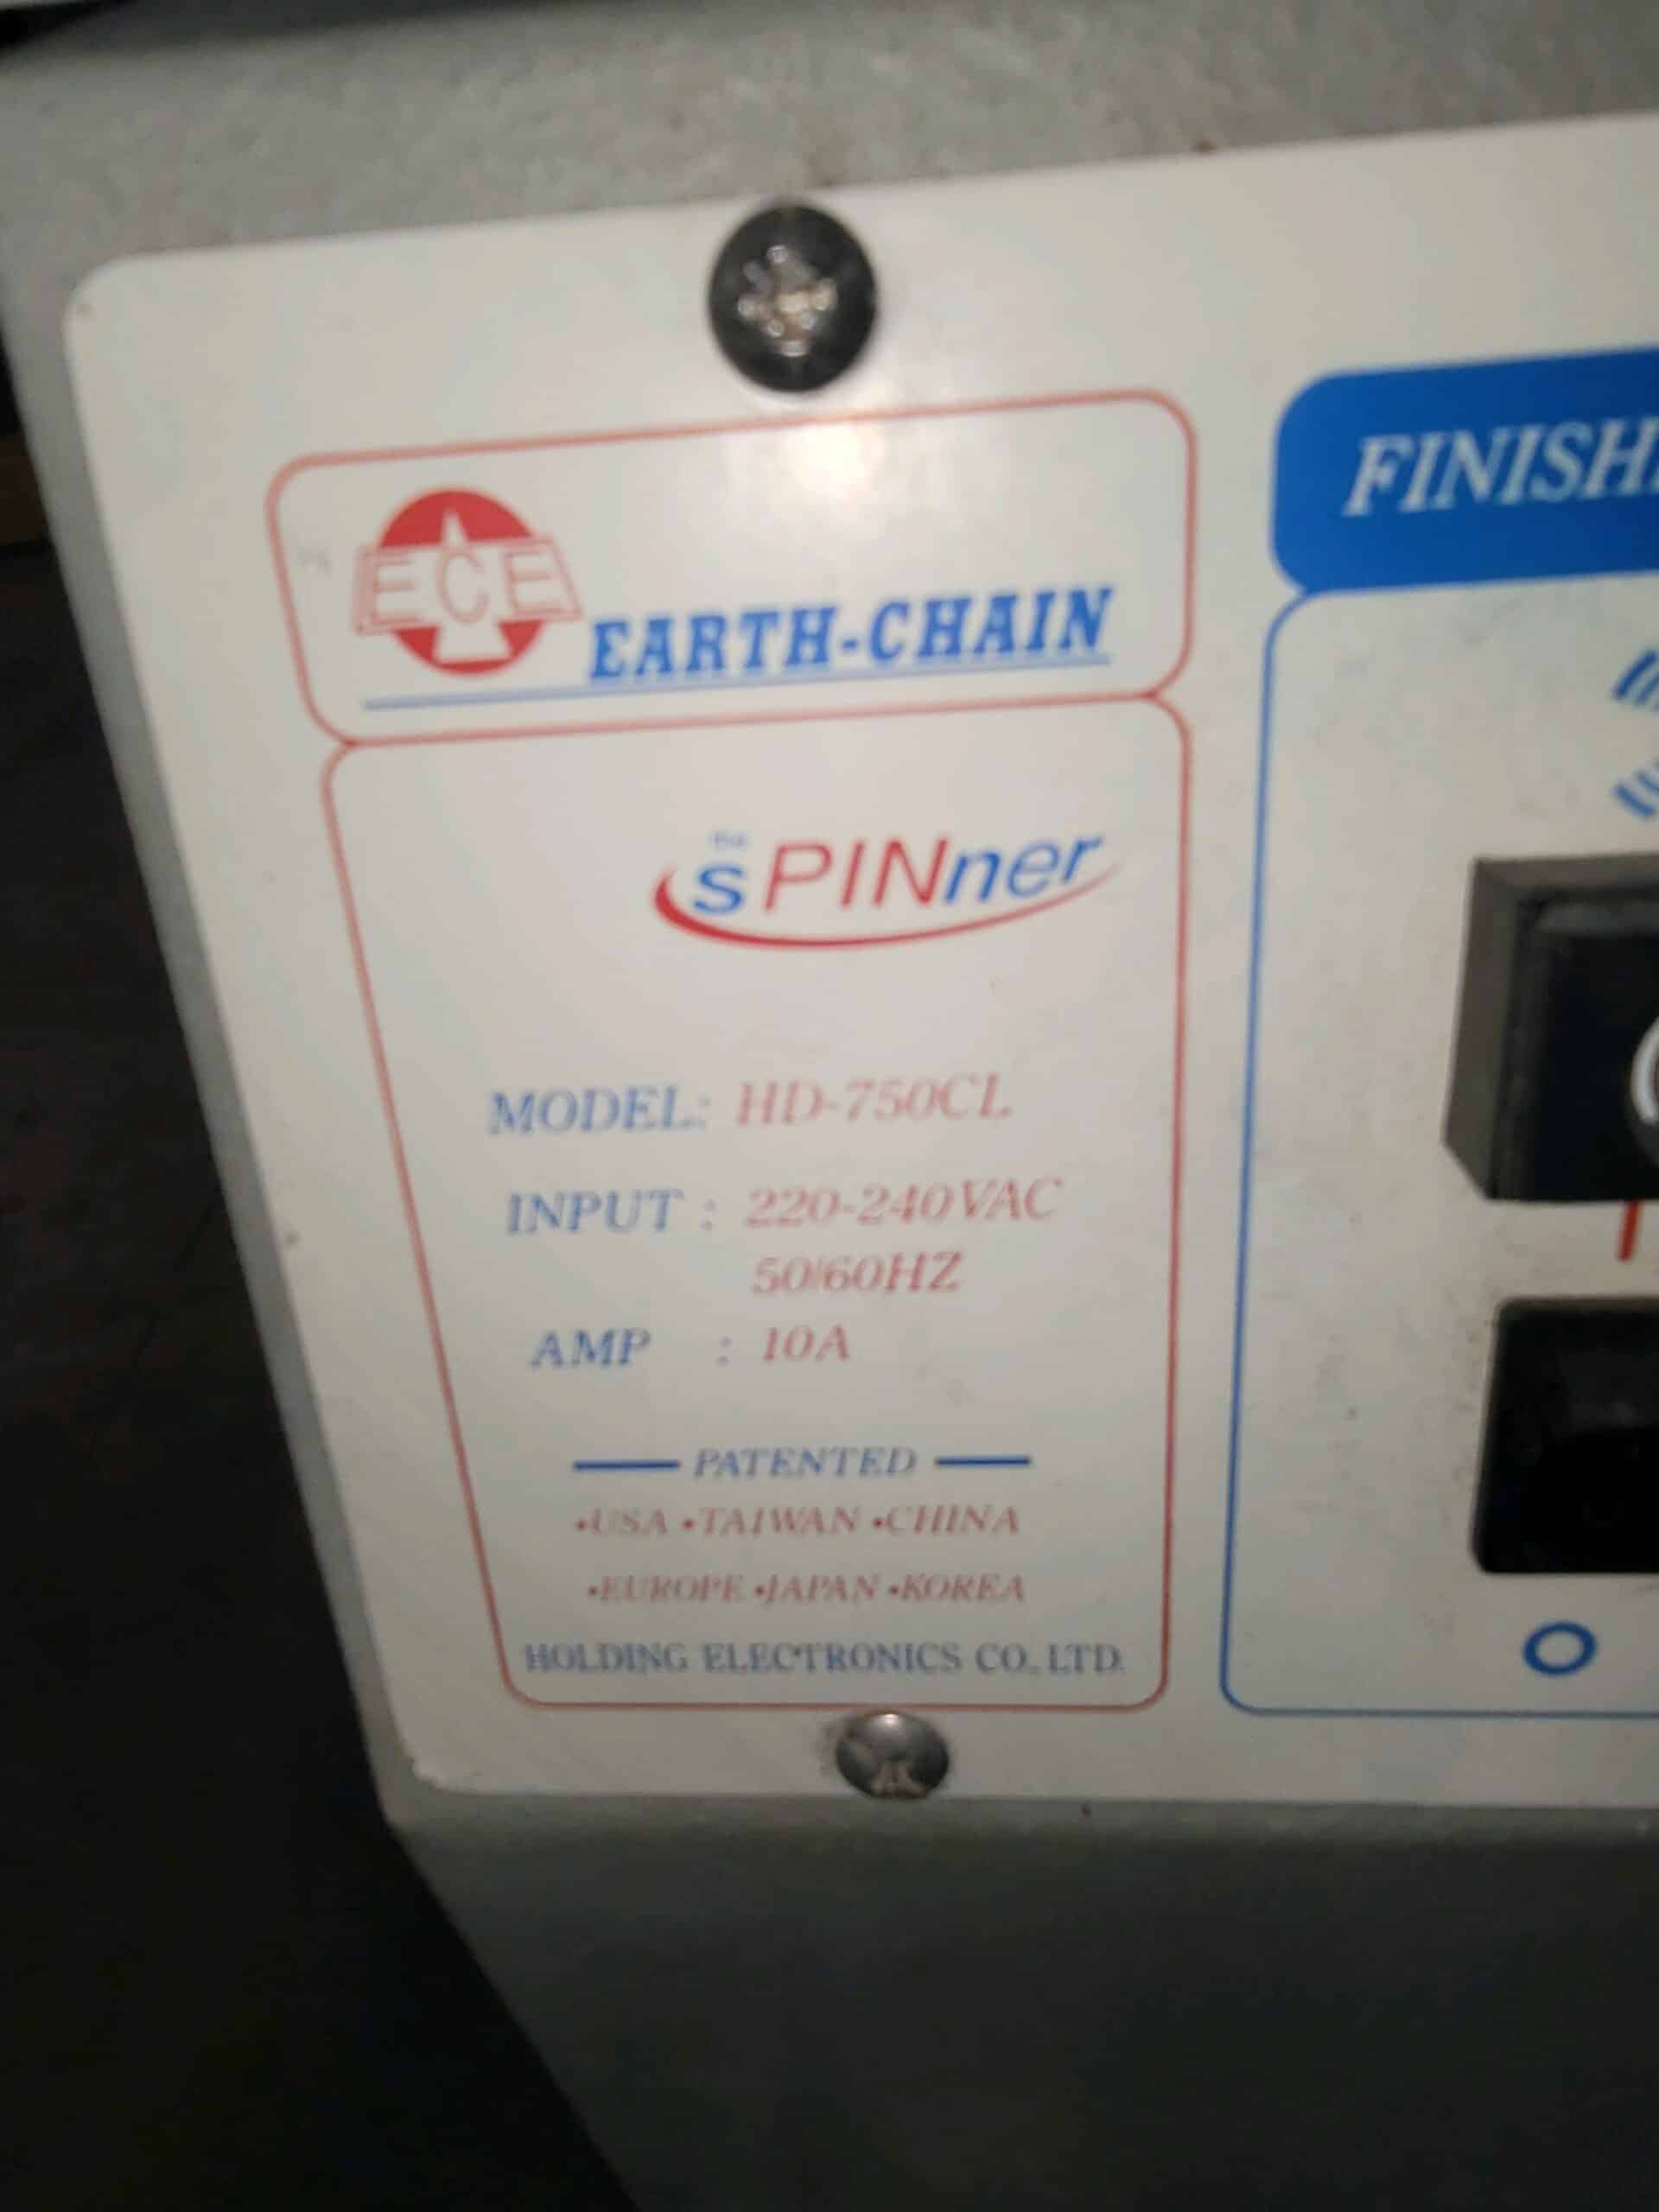 ECE
EARTH-CHAIN
the
sPINner
MODEL: HD-750CL
INPUT : 220-240VAC
50/60HZ
AMP : 10A
PATENTED
•USA •TAIWAN •CHINA
•EUROPE •JAPAN •KOREA
HOLDING ELECTRONICS CO. LTD.
FINISH